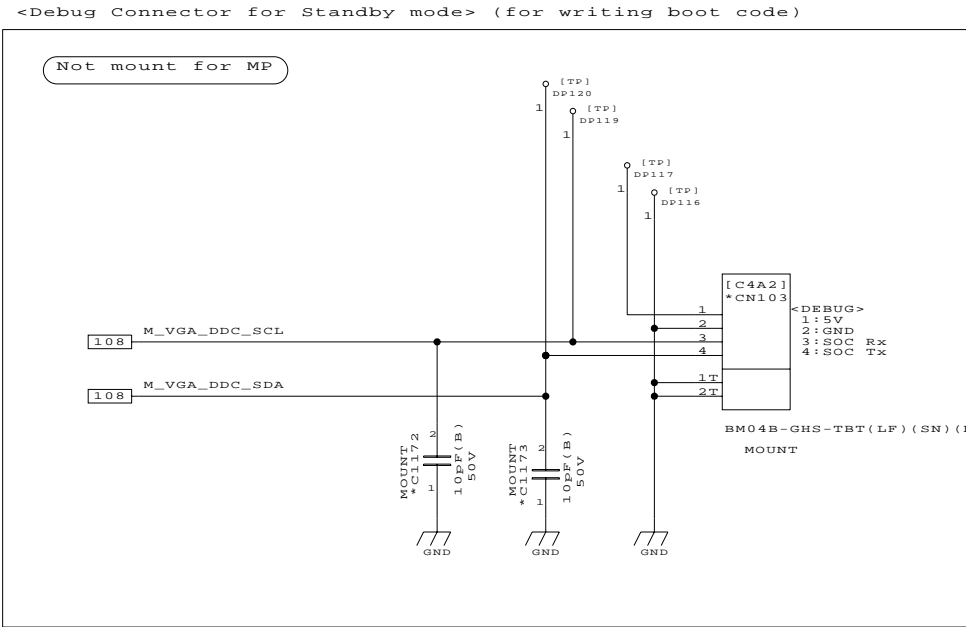 <Debug Connector for Standby mode> (for writing boot code)
Not mount for MP
[TP]
DP120
1
[TP]
DP119
1
[TP]
DP117
1
[TP]
DP116
1
[C4A2]
*CN103
<DEBUG>
1:5V
2:GND
3:SOC Rx
4:SOC Tx
1
2
3
4
1T
2T
BM04B-GHS-TBT(LF)(SN)(
MOUNT
108
M_VGA_DDC_SCL
108
M_VGA_DDC_SDA
MOUNT
*C1172
2
1
10pF(B)
50V
MOUNT
*C1173
2
1
10pF(B)
50V
GND
GND
GND